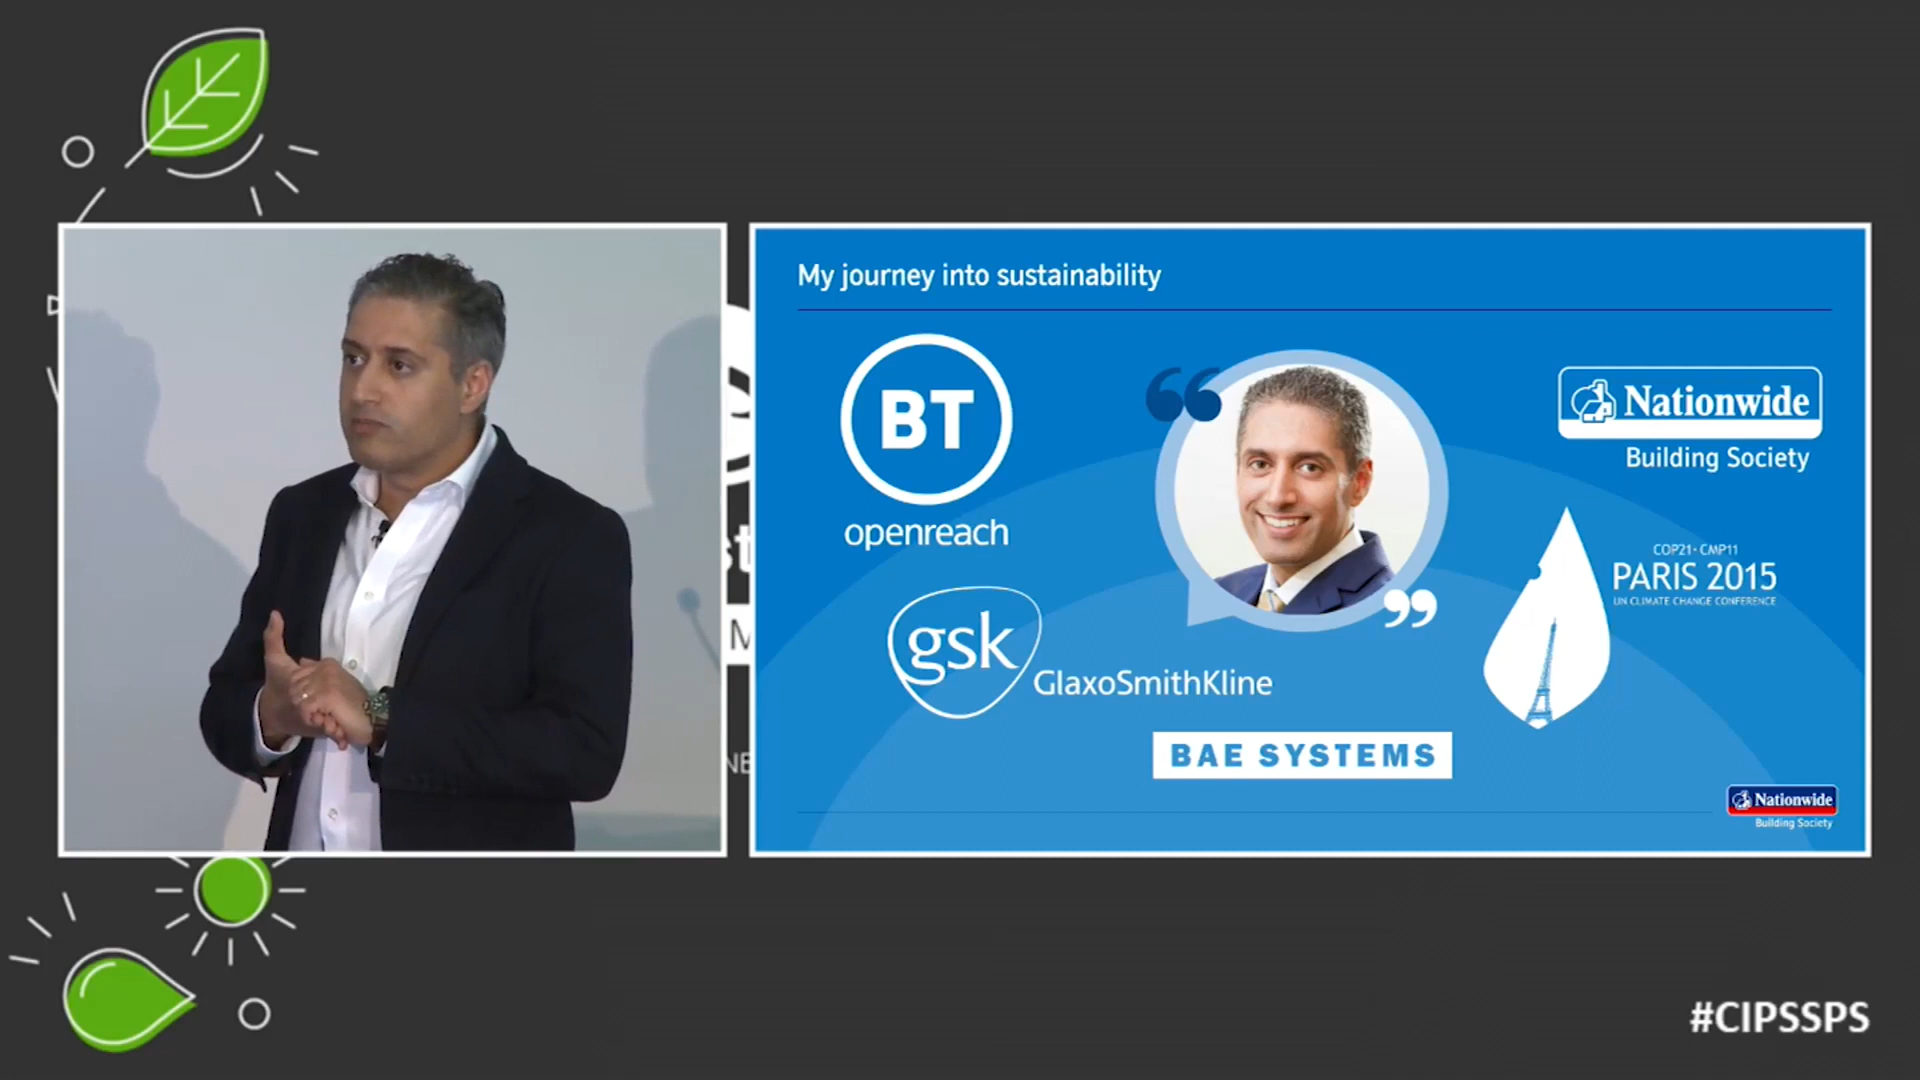 My journey into sustainability
BT
openreach
Nationwide
Building Society
COP21 • CMP11
PARIS 2015
UN CLIMATE CHANGE CONFERENCE
gsk
GlaxoSmithKline
BAE SYSTEMS
Nationwide
Building Society
#CIPSSPS